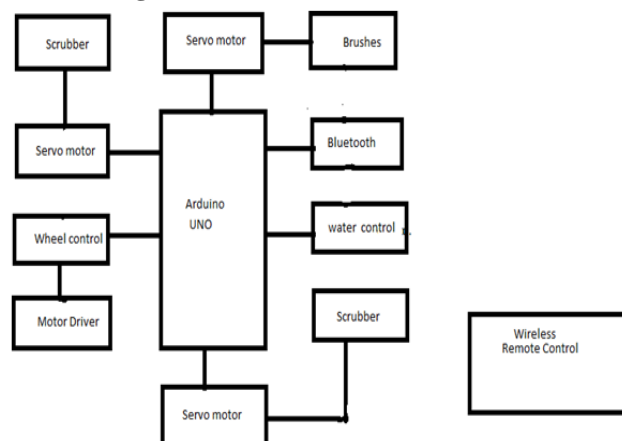 Scrubber
Servo motor
Brushes
Servo motor
Bluetooth
Arduino
UNO
Wheel control
water control
Motor Driver
Scrubber
Wireless
Remote Control
Servo motor